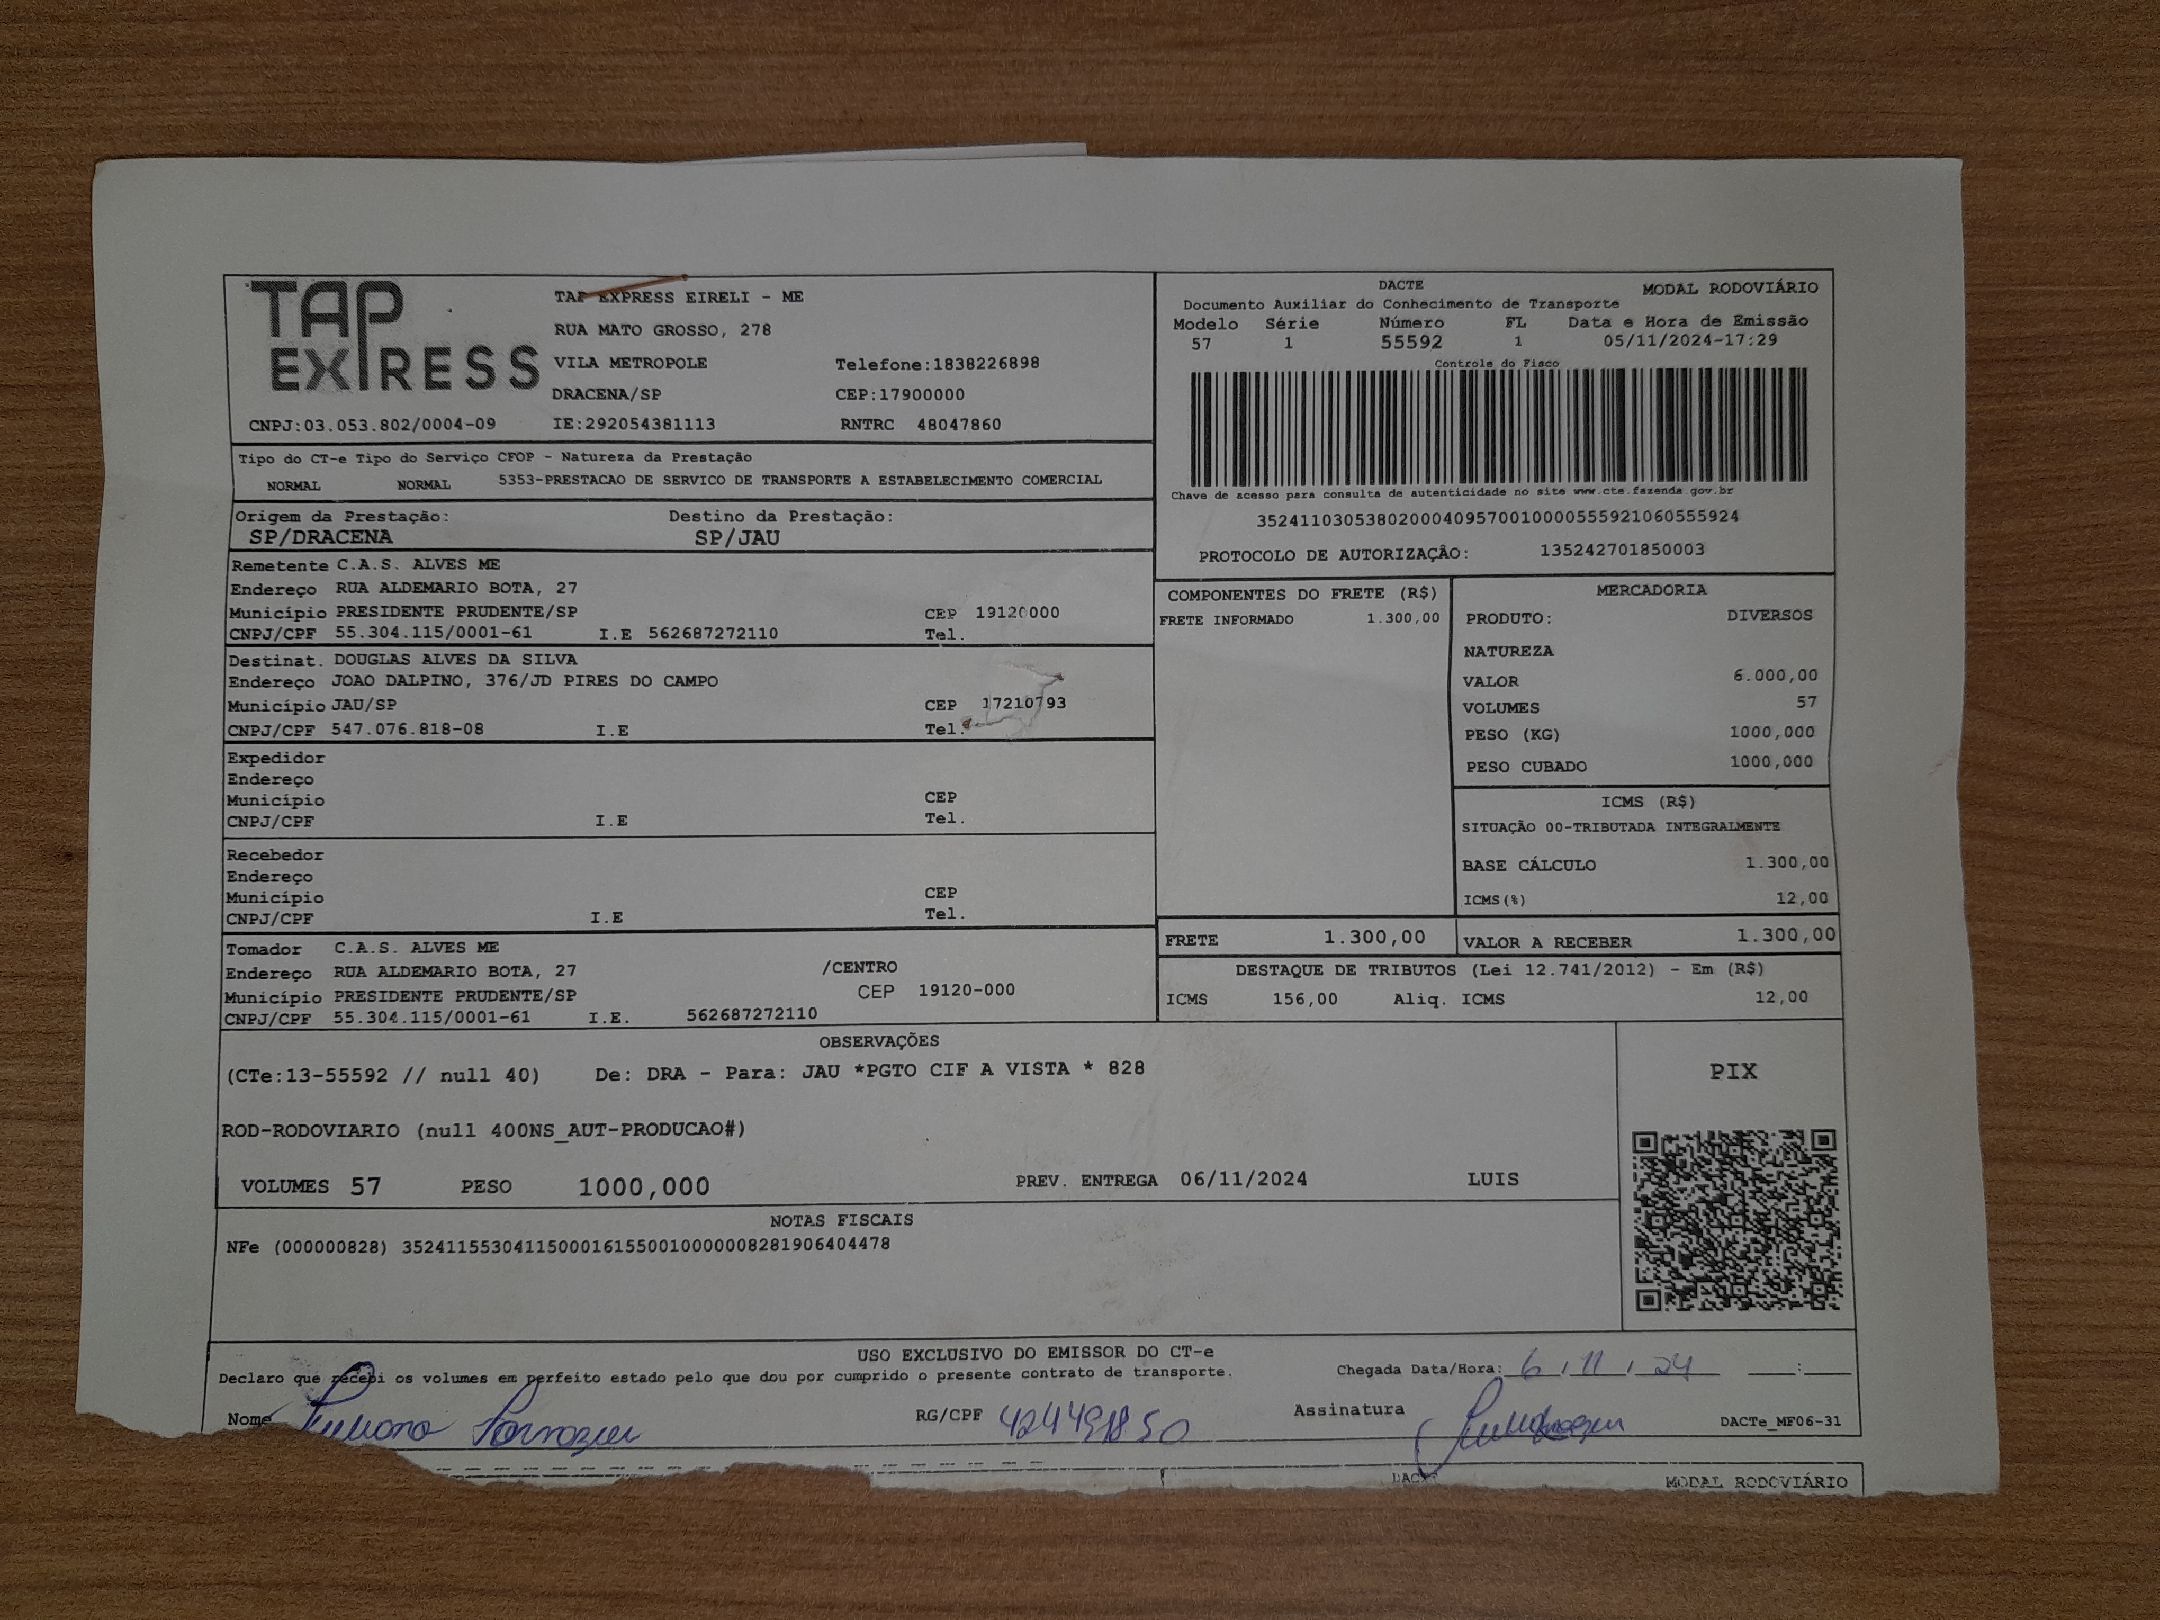 TAP EXPRESS
TAP EXPRESS EIRELI - ME
RUA MATO GROSSO, 278
VILA METROPOLE Telefone:1838226898
DRACENA/SP CEP:17900000
CNPJ:03.053.802/0004-09 IE:292054381113 RNTRC 48047860
DACTE MODAL RODOVIÁRIO
Documento Auxiliar do Conhecimento de Transporte
Modelo Série Número FL Data e Hora de Emissão
57 1 55592 1 05/11/2024-17:29
Controle do Fisco
Chave de acesso para consulta de autenticidade no site www.cte.fazenda.gov.br
35241103053802000409570010000555921060555924
PROTOCOLO DE AUTORIZAÇÃO: 135242701850003
Tipo do CT-e Tipo do Serviço CFOP - Natureza da Prestação
NORMAL NORMAL 5353-PRESTACAO DE SERVICO DE TRANSPORTE A ESTABELECIMENTO COMERCIAL
Origem da Prestação: Destino da Prestação:
SP/DRACENA SP/JAU
Remetente C.A.S. ALVES ME
Endereço RUA ALDEMARIO BOTA, 27
Município PRESIDENTE PRUDENTE/SP CEP 19120000
CNPJ/CPF 55.304.115/0001-61 I.E 562687272110 Tel.
Destinat. DOUGLAS ALVES DA SILVA
Endereço JOAO DALPINO, 376/JD PIRES DO CAMPO
Município JAU/SP CEP 17210793
CNPJ/CPF 547.076.818-08 I.E Tel.
Expedidor
Endereço
Município CEP
CNPJ/CPF I.E Tel.
Recebedor
Endereço
Município CEP
CNPJ/CPF I.E Tel.
Tomador C.A.S. ALVES ME
Endereço RUA ALDEMARIO BOTA, 27 /CENTRO
Município PRESIDENTE PRUDENTE/SP CEP 19120-000
CNPJ/CPF 55.304.115/0001-61 I.E. 562687272110
COMPONENTES DO FRETE (R$)
FRETE INFORMADO 1.300,00
MERCADORIA
PRODUTO: DIVERSOS
NATUREZA
VALOR 6.000,00
VOLUMES 57
PESO (KG) 1000,000
PESO CUBADO 1000,000
ICMS (R$)
SITUAÇÃO 00-TRIBUTADA INTEGRALMENTE
BASE CÁLCULO 1.300,00
ICMS(%) 12,00
FRETE 1.300,00 VALOR A RECEBER 1.300,00
DESTAQUE DE TRIBUTOS (Lei 12.741/2012) - Em (R$)
ICMS 156,00 Aliq. ICMS 12,00
OBSERVAÇÕES
(CTe:13-55592 // null 40) De: DRA - Para: JAU *PGTO CIF A VISTA * 828
ROD-RODOVIARIO (null 400NS_AUT-PRODUCAO#)
VOLUMES 57 PESO 1000,000 PREV. ENTREGA 06/11/2024 LUIS
PIX
NOTAS FISCAIS
NFe (000000828) 35241155304115000161550010000008281906404478
USO EXCLUSIVO DO EMISSOR DO CT-e
Declaro que recebi os volumes em perfeito estado pelo que dou por cumprido o presente contrato de transporte. Chegada Data/Hora: 6/11/24 :
Nome RG/CPF Assinatura DACTe_MF06-31
MODAL RODOVIÁRIO